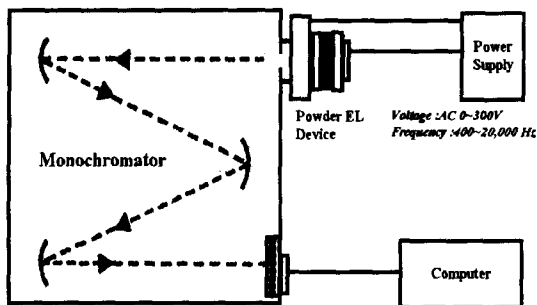 Power
Supply
Powder EL
Device
Voltage :AC 0~300V
Frequency :400~20,000 Hz
Monochromator
Computer